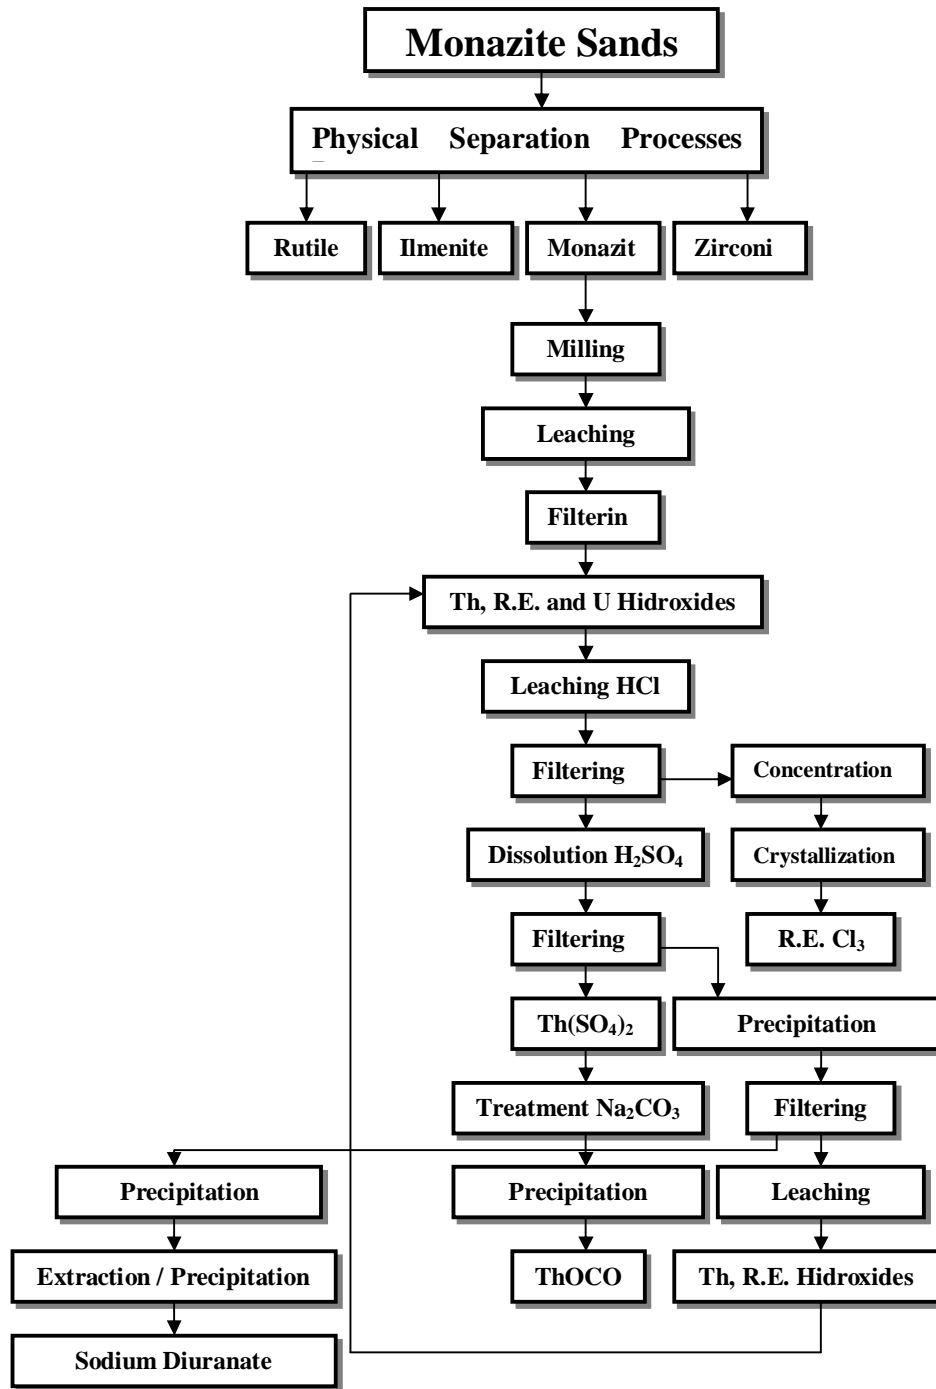 Monazite Sands
Physical Separation Processes
Rutile
Ilmenite
Monazit
Zirconi
Milling
Leaching
Filterin
Th, R.E. and U Hidroxides
Leaching HCl
Filtering
Concentration
Dissolution H₂SO₄
Crystallization
Filtering
R.E. Cl₃
Th(SO₄)₂
Precipitation
Treatment Na₂CO₃
Filtering
Precipitation
Precipitation
Leaching
Extraction / Precipitation
ThOCO
Th, R.E. Hidroxides
Sodium Diuranate